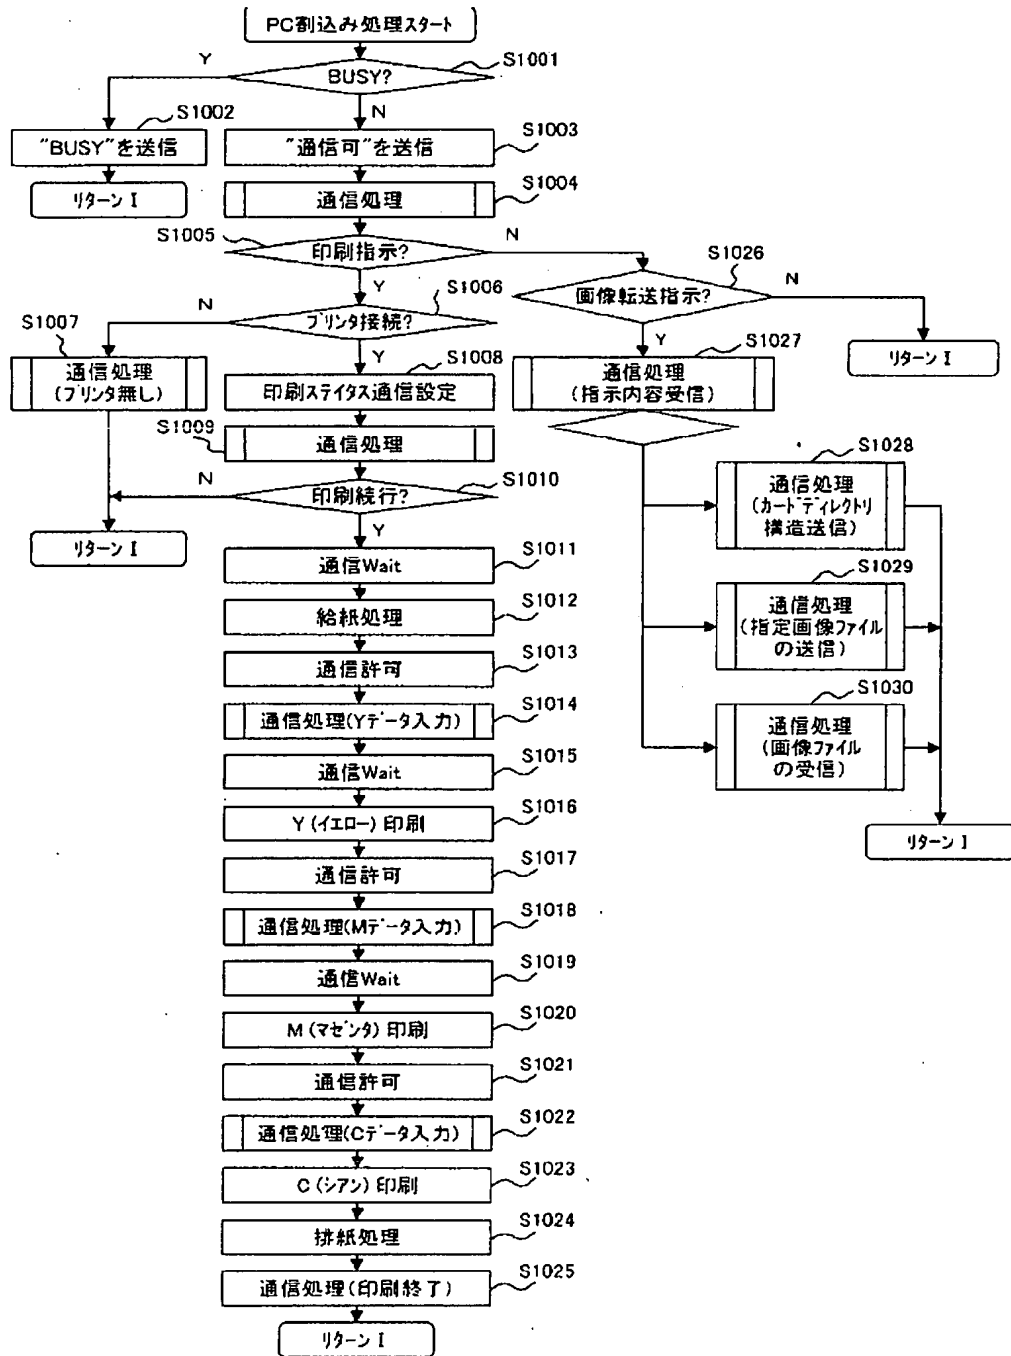 PC割込み処理スタート
S1001
Y
BUSY?
N
S1002
"BUSY"を送信
S1003
"通信可"を送信
リターン I
S1004
通信処理
S1005
印刷指示?
N
Y
S1026
画像転送指示?
N
Y
S1006
プリンタ接続?
N
Y
S1007
通信処理
(プリンタ無し)
S1008
印刷ステイタス通信設定
S1027
通信処理
(指示内容受信)
リターン I
S1009
通信処理
S1010
印刷続行?
N
Y
リターン I
S1028
通信処理
(カードディレクトリ
構造送信)
S1011
通信Wait
S1012
給紙処理
S1029
通信処理
(指定画像ファイル
の送信)
S1013
通信許可
S1014
通信処理(Yデータ入力)
S1030
通信処理
(画像ファイル
の受信)
S1015
通信Wait
S1016
Y(イエロー)印刷
リターン I
S1017
通信許可
S1018
通信処理(Mデータ入力)
S1019
通信Wait
S1020
M(マゼンタ)印刷
S1021
通信許可
S1022
通信処理(Cデータ入力)
S1023
C(シアン)印刷
S1024
排紙処理
S1025
通信処理(印刷終了)
リターン I